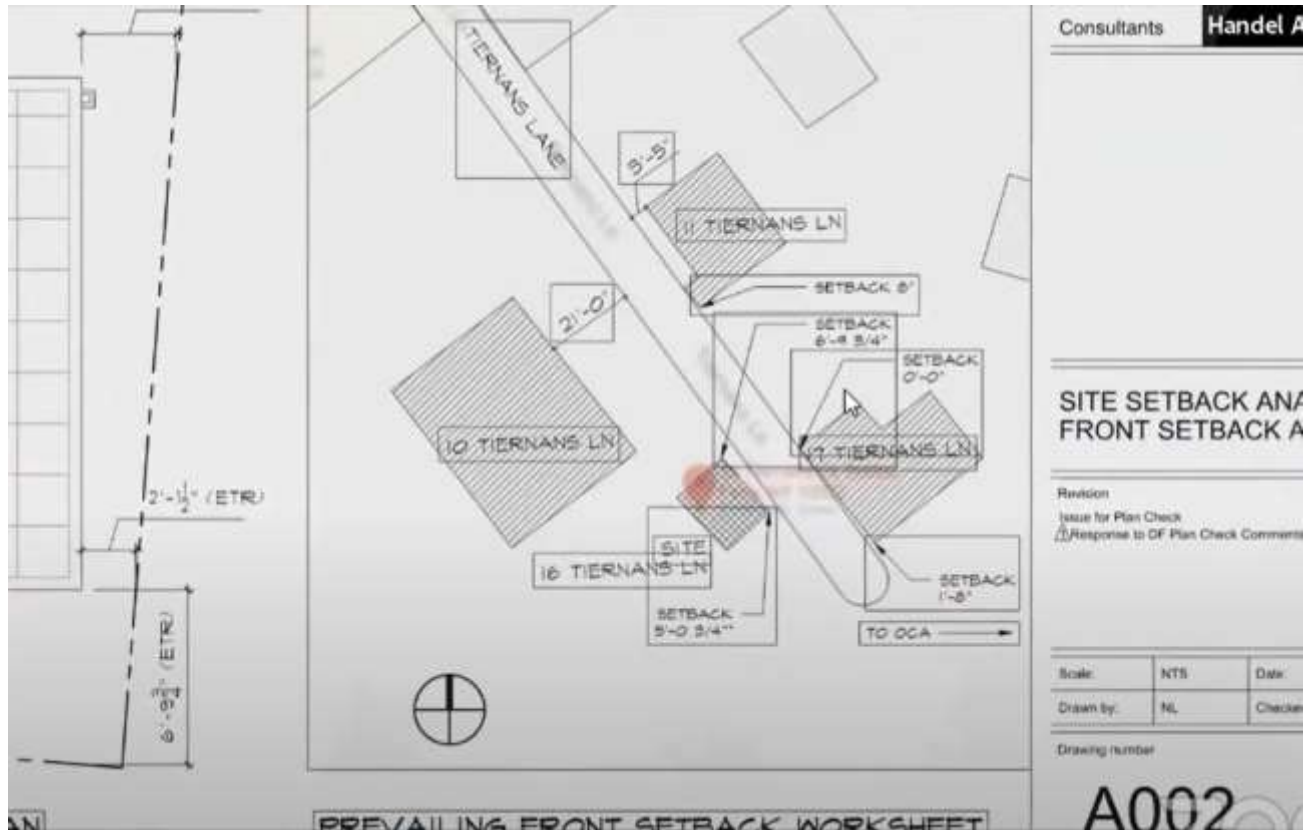 2'-1½" (ETR)
6'-9¾" (ETR)
TIERNANS LANE
5'-5"
11 TIERNANS LN
SETBACK 8"
21'-0"
SETBACK
6'-9 3/4"
SETBACK
0'-0"
10 TIERNANS LN
17 TIERNANS LN
SITE
16 TIERNANS LN
SETBACK
5'-0 3/4"
SETBACK
1'-8"
TO OCA
PREVAILING FRONT SETBACK WORKSHEET
Consultants
Handel A
SITE SETBACK ANA
FRONT SETBACK A
Revision
Issue for Plan Check
Response to DF Plan Check Comments
Scale:
NTS
Date:
Drawn by:
NL
Checke
Drawing number
A002